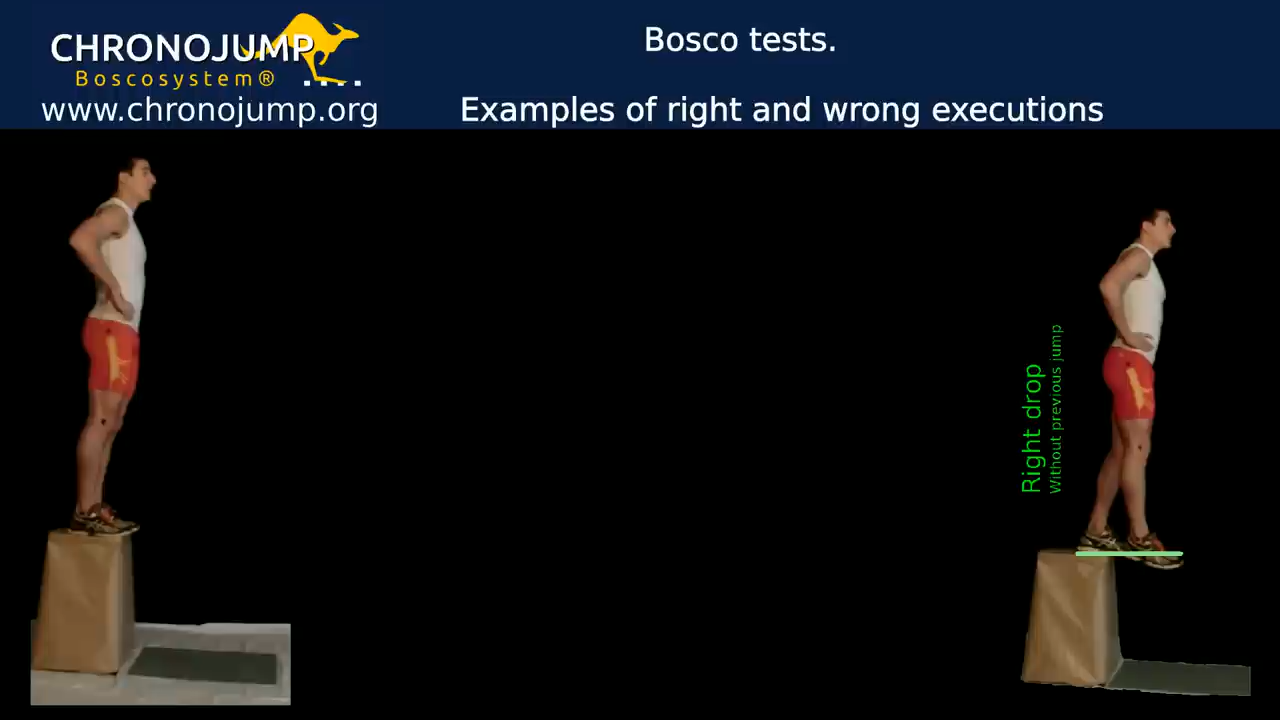 CHRONOJUMP
Boscosystem®
www.chronojump.org
Bosco tests.
Examples of right and wrong executions
Right drop
Without previous jump